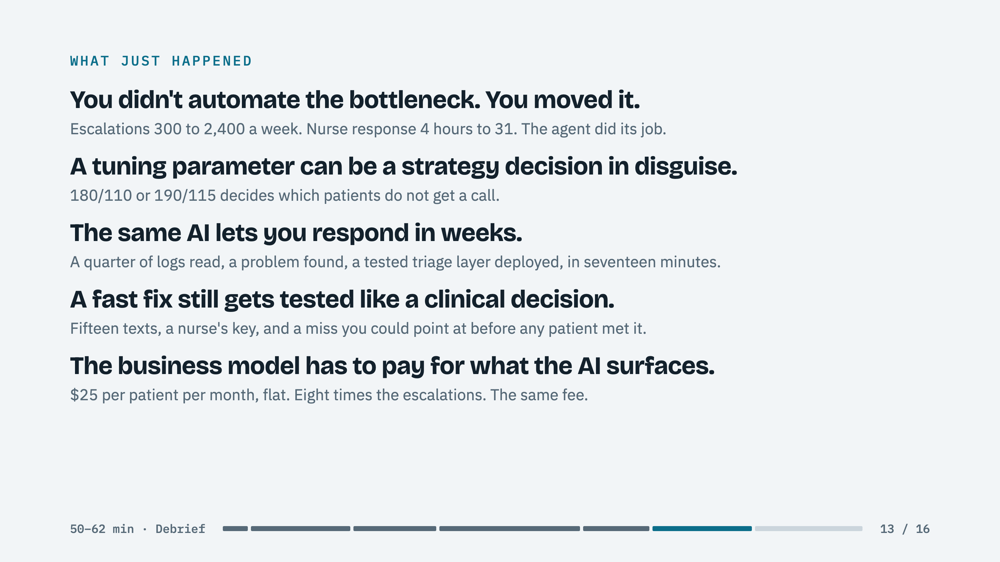 WHAT JUST HAPPENED
You didn't automate the bottleneck. You moved it.
Escalations 300 to 2,400 a week. Nurse response 4 hours to 31. The agent did its job.
A tuning parameter can be a strategy decision in disguise.
180/110 or 190/115 decides which patients do not get a call.
The same AI lets you respond in weeks.
A quarter of logs read, a problem found, a tested triage layer deployed, in seventeen minutes.
A fast fix still gets tested like a clinical decision.
Fifteen texts, a nurse's key, and a miss you could point at before any patient met it.
The business model has to pay for what the AI surfaces.
$25 per patient per month, flat. Eight times the escalations. The same fee.
50–62 min · Debrief
13 / 16